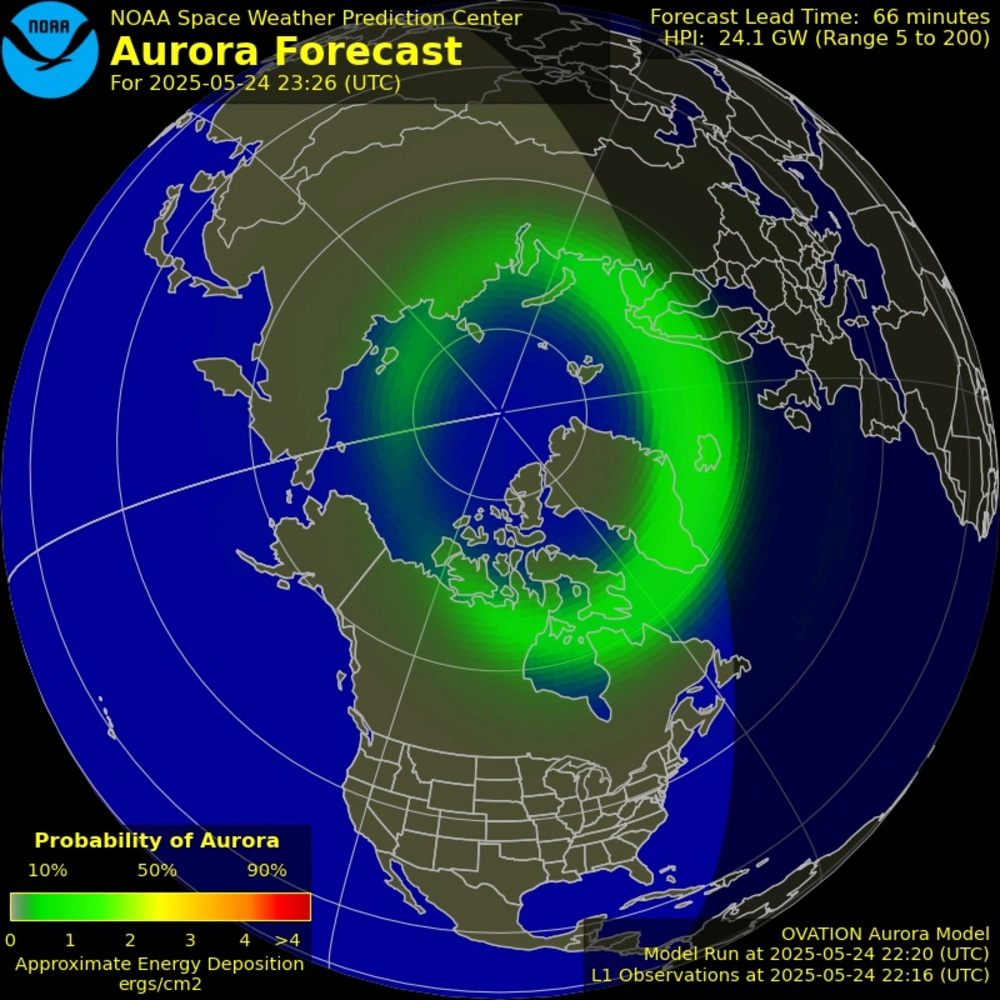 NOAA
NOAA Space Weather Prediction Center
Aurora Forecast
For 2025-05-24 23:26 (UTC)
Forecast Lead Time: 66 minutes
HPI: 24.1 GW (Range 5 to 200)
Probability of Aurora
10% 50% 90%
0 1 2 3 4 >4
Approximate Energy Deposition
ergs/cm2
OVATION Aurora Model
Model Run at 2025-05-24 22:20 (UTC)
L1 Observations at 2025-05-24 22:16 (UTC)